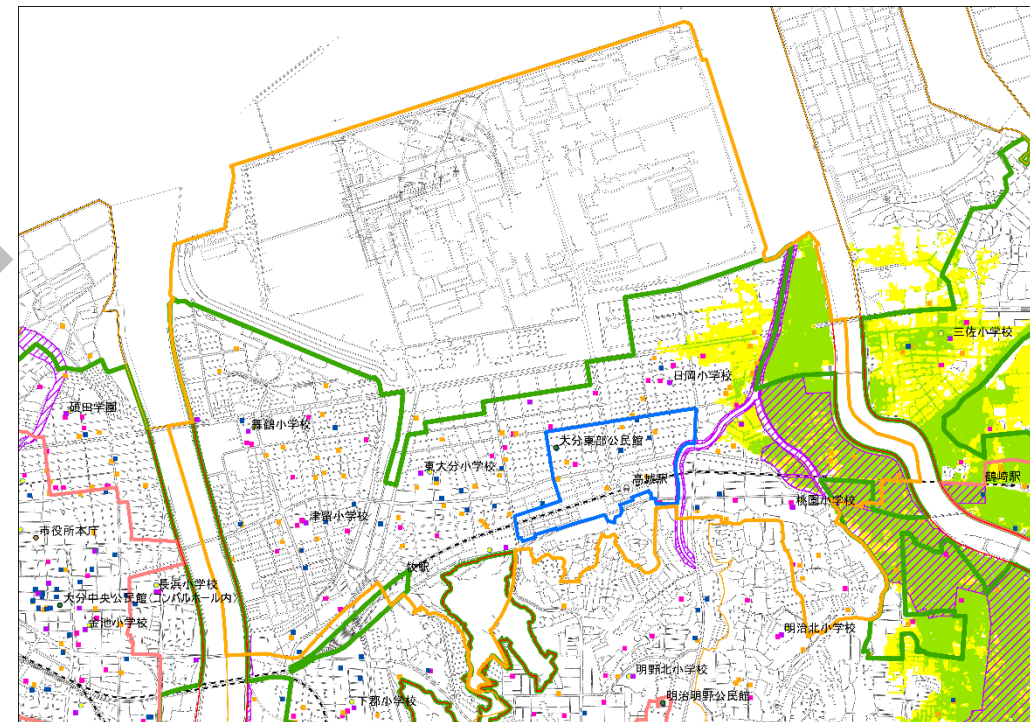 三佐小学校
日岡小学校
碩田学園
舞鶴小学校
大分東部公民館
東大分小学校
高城駅
鶴崎駅
桃園小学校
津留小学校
市役所本庁
牧駅
長浜小学校
大分中央公民館(コンパルホール内)
金池小学校
明治北小学校
明野北小学校
下郡小学校
明治明野公民館